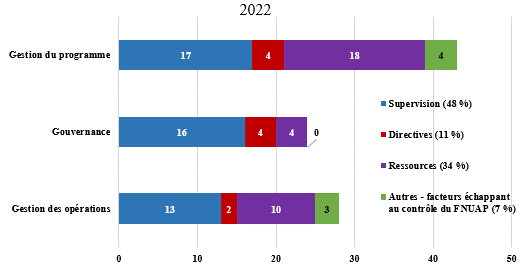 2022
Gestion du programme
17 4 18 4
Gouvernance
16 4 4 0
Gestion des opérations
13 2 10 3
0 10 20 30 40 50
Supervision (48 %)
Directives (11 %)
Ressources (34 %)
Autres - facteurs échappant
au contrôle du FNUAP (7 %)